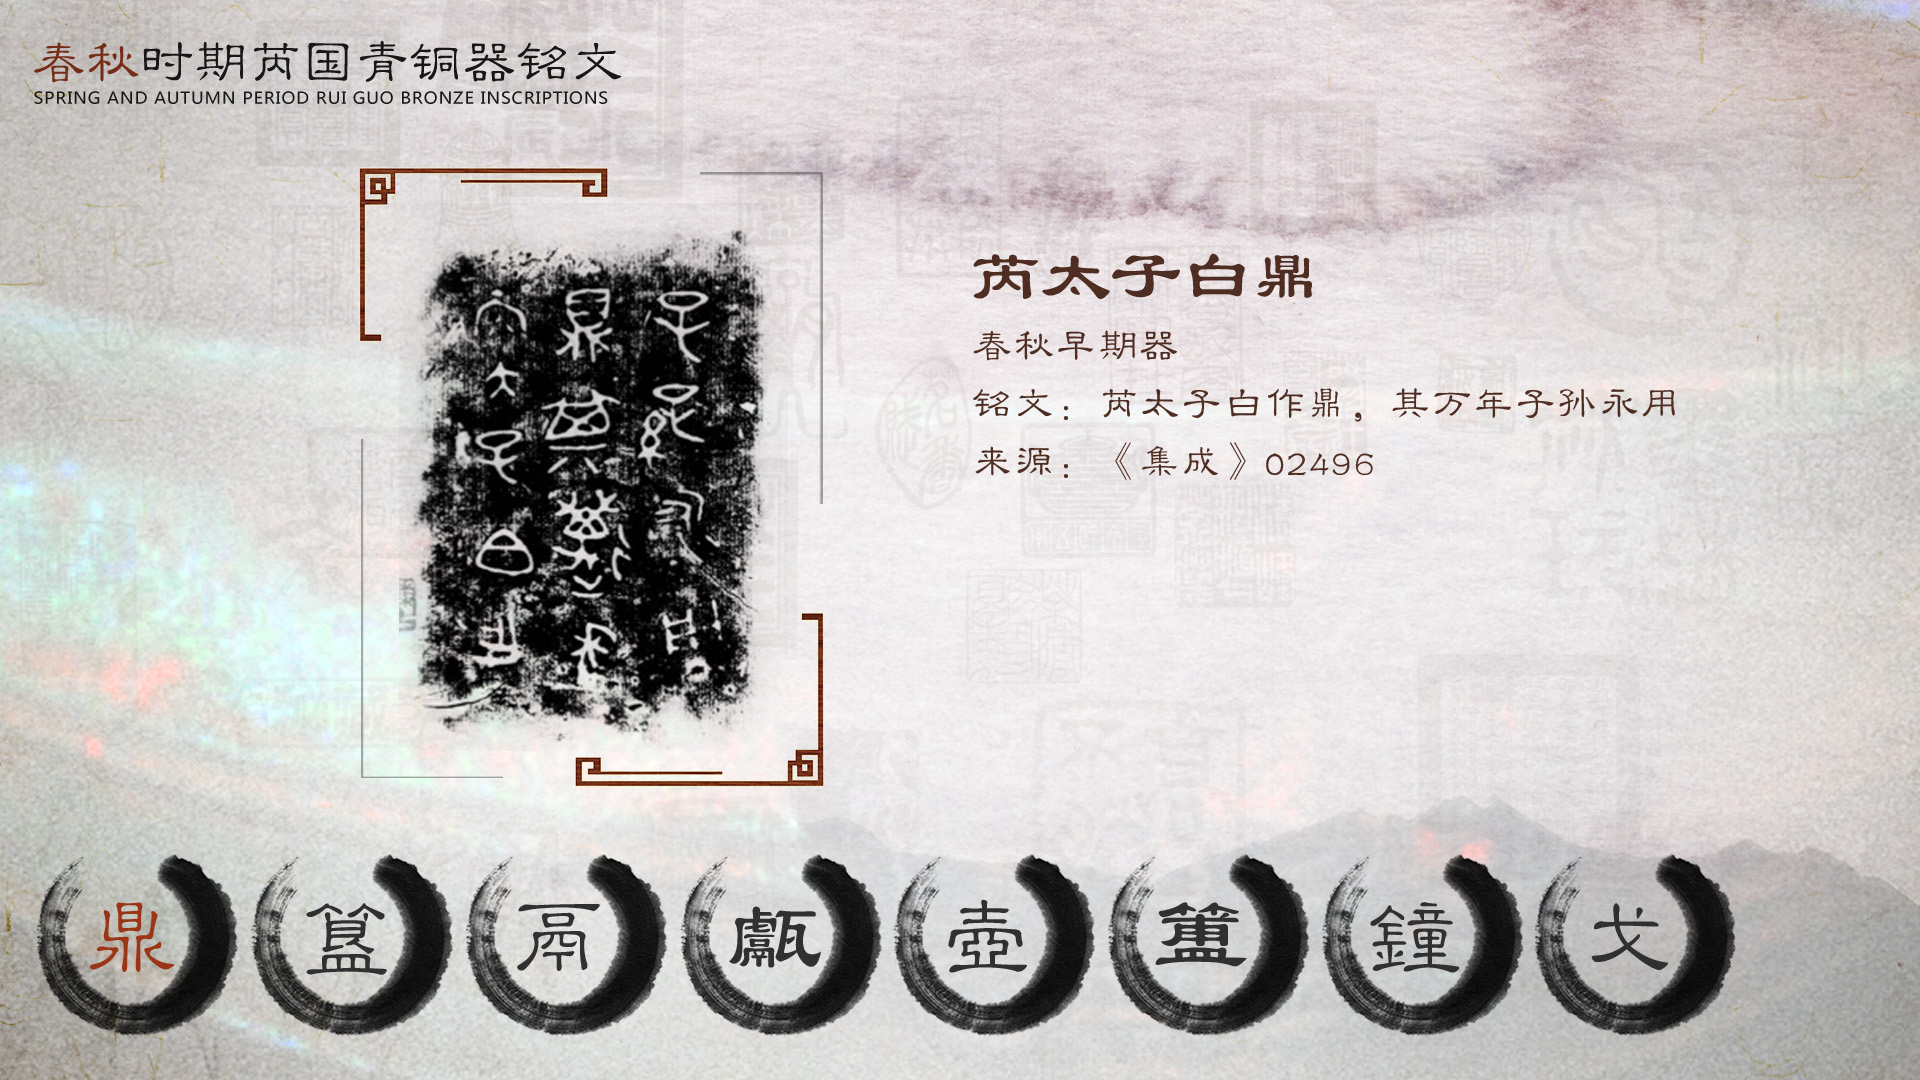 春秋时期芮国青铜器铭文
SPRING AND AUTUMN PERIOD RUI GUO BRONZE INSCRIPTIONS
芮太子白鼎
春秋早期器
铭文：芮太子白作鼎，其万年子孙永用
来源：《集成》02496
鼎
簋
鬲
甗
壺
簠
鐘
戈